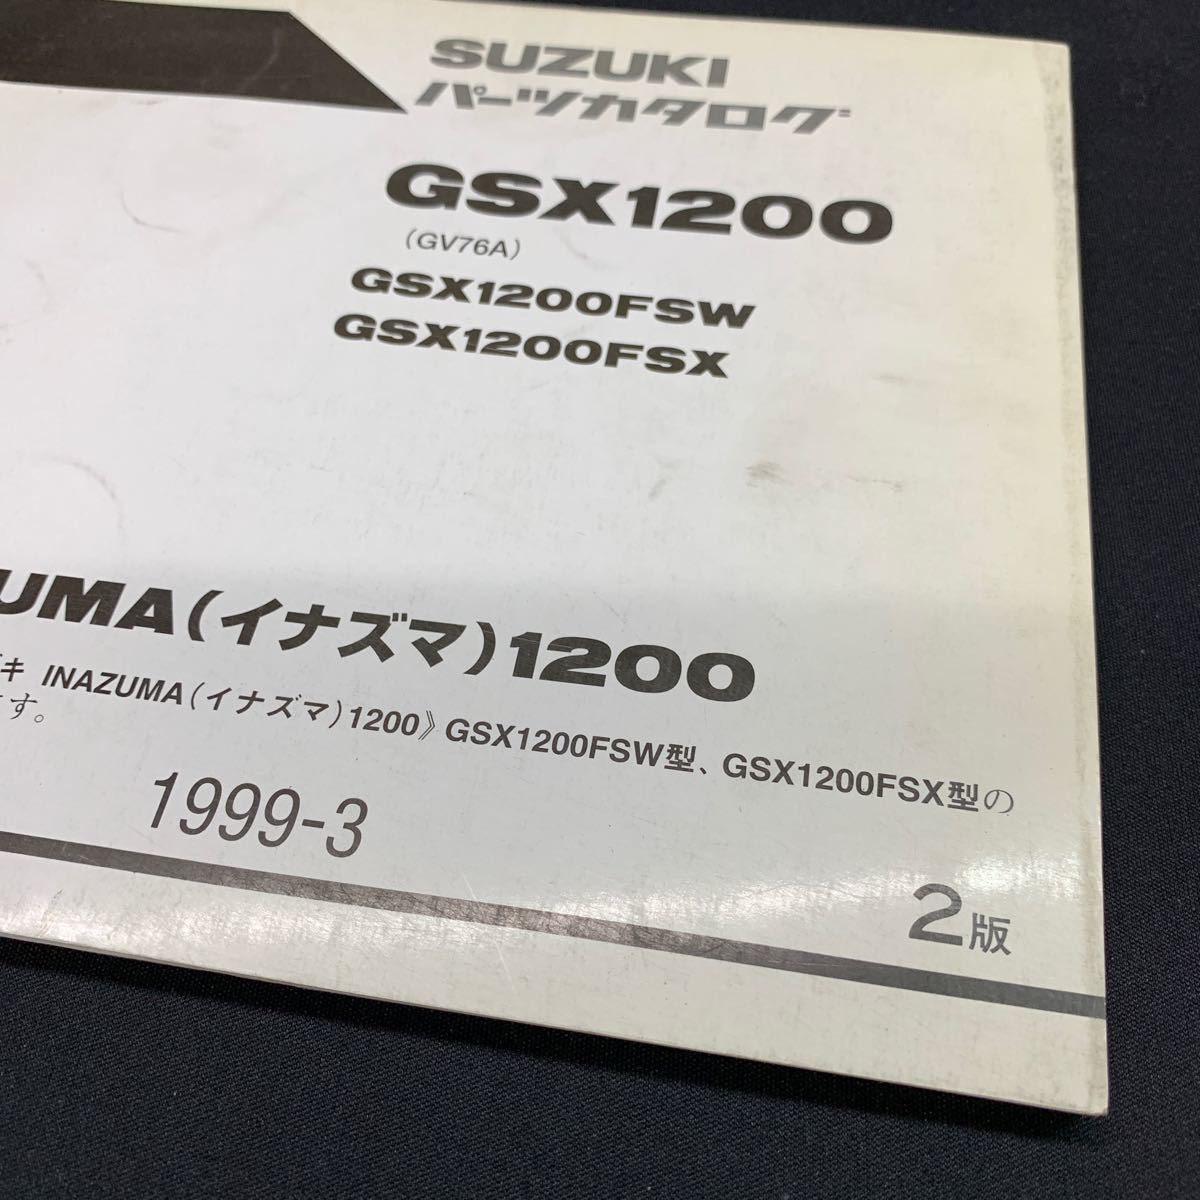 SUZUKI
パーツカタログ
GSX1200
(GV76A)
GSX1200FSW
GSX1200FSX
UMA(イナズマ)1200
キ INAZUMA(イナズマ)1200》GSX1200FSW型、GSX1200FSX型の
す。
1999-3
2版